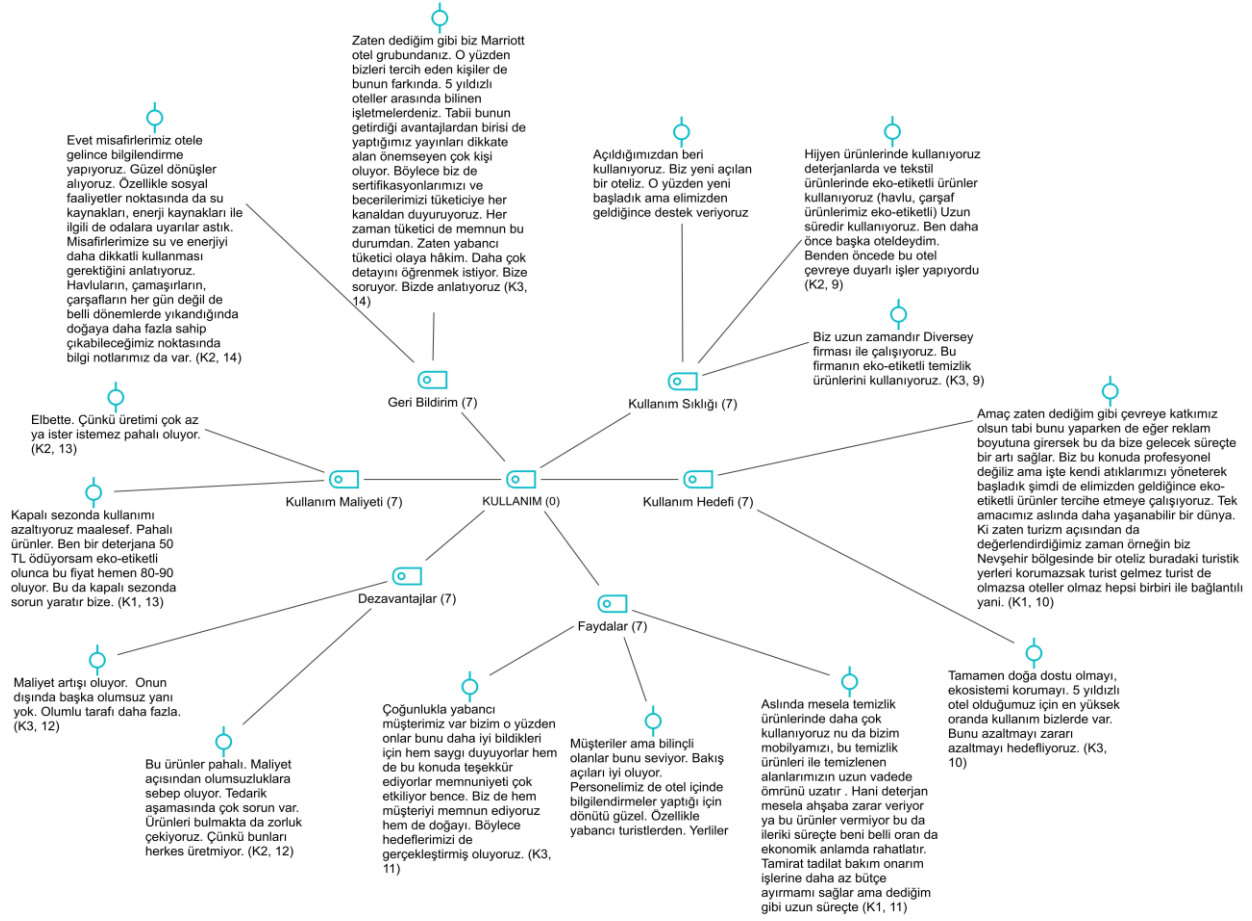 Zaten dediğim gibi biz Marriott
otel grubundanız. O yüzden
bizleri tercih eden kişiler de
bunun farkında. 5 yıldızlı
oteller arasında bilinen
işletmelerdeniz. Tabii bunun
getirdiği avantajlardan birisi de
yaptığımız yayınları dikkate
alan önemseyen çok kişi
oluyor. Böylece biz de
sertifikasyonlarımızı ve
becerilerimizi tüketiciye her
kanaldan duyuruyoruz. Her
zaman tüketici de memnun bu
durumdan. Zaten yabancı
tüketici olaya hâkim. Daha çok
detayını öğrenmek istiyor. Bize
soruyor. Bizde anlatıyoruz (K3,
14)
Evet misafirlerimiz otele
gelince bilgilendirme
yapıyoruz. Güzel dönüşler
alıyoruz. Özellikle sosyal
faaliyetler noktasında da su
kaynakları, enerji kaynakları ile
ilgili de odalara uyarılar astık.
Misafirlerimize su ve enerjiyi
daha dikkatli kullanması
gerektiğini anlatıyoruz.
Havluların, çamaşırların,
çarşafların her gün değil de
belli dönemlerde yıkandığında
doğaya daha fazla sahip
çıkabileceğimiz noktasında
bilgi notlarımız da var. (K2, 14)
Açıldığımızdan beri
kullanıyoruz. Biz yeni açılan
bir oteliz. O yüzden yeni
başladık ama elimizden
geldiğince destek veriyoruz
Hijyen ürünlerinde kullanıyoruz
deterjanlarda ve tekstil
ürünlerinde eko-etiketli ürünler
kullanıyoruz (havlu, çarşaf
ürünlerimiz eko-etiketli) Uzun
süredir kullanıyoruz. Ben daha
önce başka oteldeydim.
Benden öncede bu otel
çevreye duyarlı işler yapıyordu
(K2, 9)
Biz uzun zamandır Diversey
firması ile çalışıyoruz. Bu
firmanın eko-etiketli temizlik
ürünlerini kullanıyoruz. (K3, 9)
Geri Bildirim (7)
Kullanım Sıklığı (7)
Elbette. Çünkü üretimi çok az
ya ister istemez pahalı oluyor.
(K2, 13)
Amaç zaten dediğim gibi çevreye katkımız
olsun tabi bunu yaparken de eğer reklam
boyutuna girersek bu da bize gelecek süreçte
bir artı sağlar. Biz bu konuda profesyonel
değiliz ama işte kendi atıklarımızı yöneterek
başladık şimdi de elimizden geldiğince eko-
etiketli ürünler tercihe etmeye çalışıyoruz. Tek
amacımız aslında daha yaşanabilir bir dünya.
Ki zaten turizm açısından da
değerlendirdiğimiz zaman örneğin biz
Nevşehir bölgesinde bir oteliz buradaki turistik
yerleri korumazsak turist gelmez turist de
olmazsa oteller olmaz hepsi birbiri ile bağlantılı
yani. (K1, 10)
Kullanım Maliyeti (7)
KULLANIM (0)
Kullanım Hedefi (7)
Kapalı sezonda kullanımı
azaltıyoruz maalesef. Pahalı
ürünler. Ben bir deterjana 50
TL ödüyorsam eko-etiketli
olunca bu fiyat hemen 80-90
oluyor. Bu da kapalı sezonda
sorun yaratır bize. (K1, 13)
Dezavantajlar (7)
Faydalar (7)
Maliyet artışı oluyor. Onun
dışında başka olumsuz yanı
yok. Olumlu tarafı daha fazla.
(K3, 12)
Bu ürünler pahalı. Maliyet
açısından olumsuzluklara
sebep oluyor. Tedarik
aşamasında çok sorun var.
Ürünleri bulmakta da zorluk
çekiyoruz. Çünkü bunları
herkes üretmiyor. (K2, 12)
Çoğunlukla yabancı
müşterimiz var bizim o yüzden
onlar bunu daha iyi bildikleri
için hem saygı duyuyorlar hem
de bu konuda teşekkür
ediyorlar memnuniyeti çok
etkiliyor bence. Biz de hem
müşteriyi memnun ediyoruz
hem de doğayı. Böylece
hedeflerimizi de
gerçekleştirmiş oluyoruz. (K3,
11)
Müşteriler ama bilinçli
olanlar bunu seviyor. Bakış
açıları iyi oluyor.
Personelimiz de otel içinde
bilgilendirmeler yaptığı için
dönütü güzel. Özellikle
yabancı turistlerden. Yerliler
Aslında mesela temizlik
ürünlerinde daha çok
kullanıyoruz nu da bizim
mobilyamızı, bu temizlik
ürünleri ile temizlenen
alanlarımızın uzun vadede
ömrünü uzatır . Hani deterjan
mesela ahşaba zarar veriyor
ya bu ürünler vermiyor bu da
ileriki süreçte beni belli oran da
ekonomik anlamda rahatlatır.
Tamirat tadilat bakım onarım
işlerine daha az bütçe
ayırmamı sağlar ama dediğim
gibi uzun süreçte (K1, 11)
Tamamen doğa dostu olmayı,
ekosistemi korumayı. 5 yıldızlı
otel olduğumuz için en yüksek
oranda kullanım bizlerde var.
Bunu azaltmayı zararı
azaltmayı hedefliyoruz. (K3,
10)